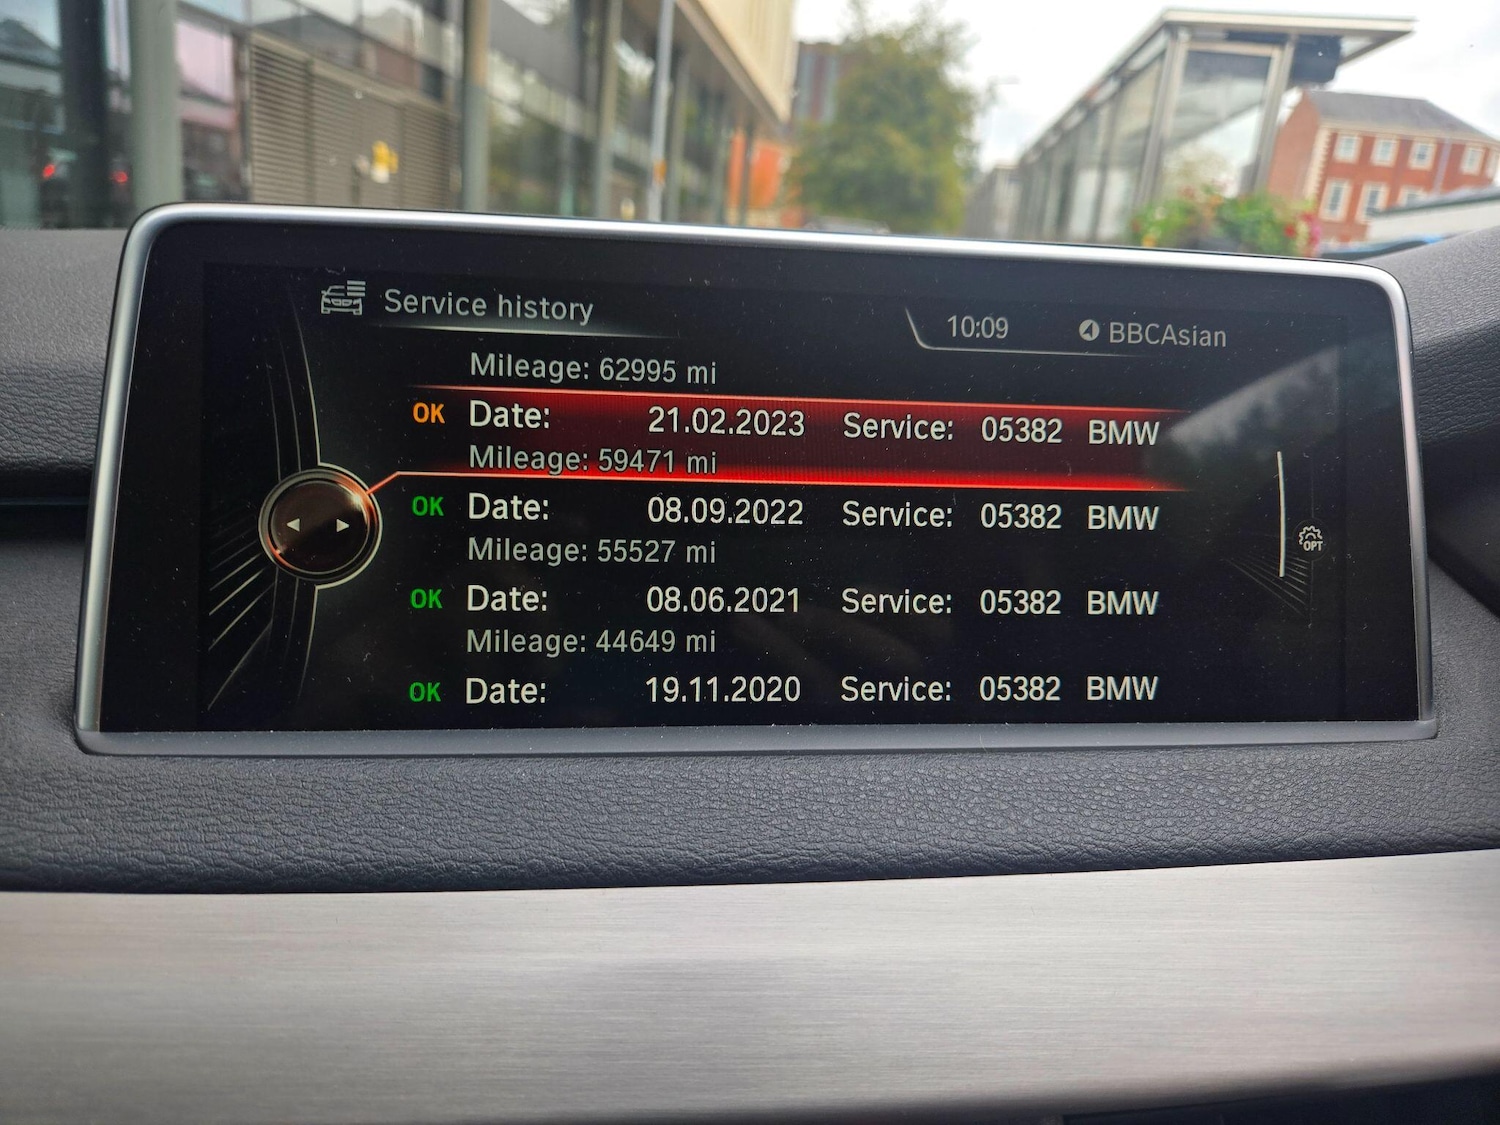 Service history 10:09 BBCAsian
Mileage: 62995 mi
OK Date: 21.02.2023 Service: 05382 BMW
Mileage: 59471 mi
OK Date: 08.09.2022 Service: 05382 BMW
Mileage: 55527 mi
OPT
OK Date: 08.06.2021 Service: 05382 BMW
Mileage: 44649 mi
OK Date: 19.11.2020 Service: 05382 BMW